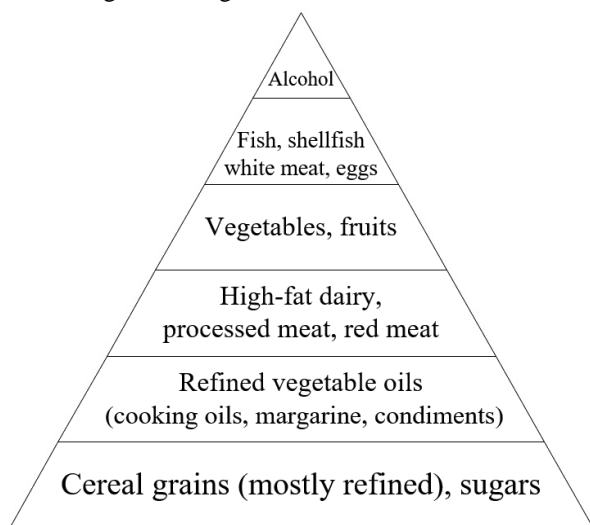 Alcohol
Fish, shellfish
white meat, eggs
Vegetables, fruits
High-fat dairy,
processed meat, red meat
Refined vegetable oils
(cooking oils, margarine, condiments)
Cereal grains (mostly refined), sugars